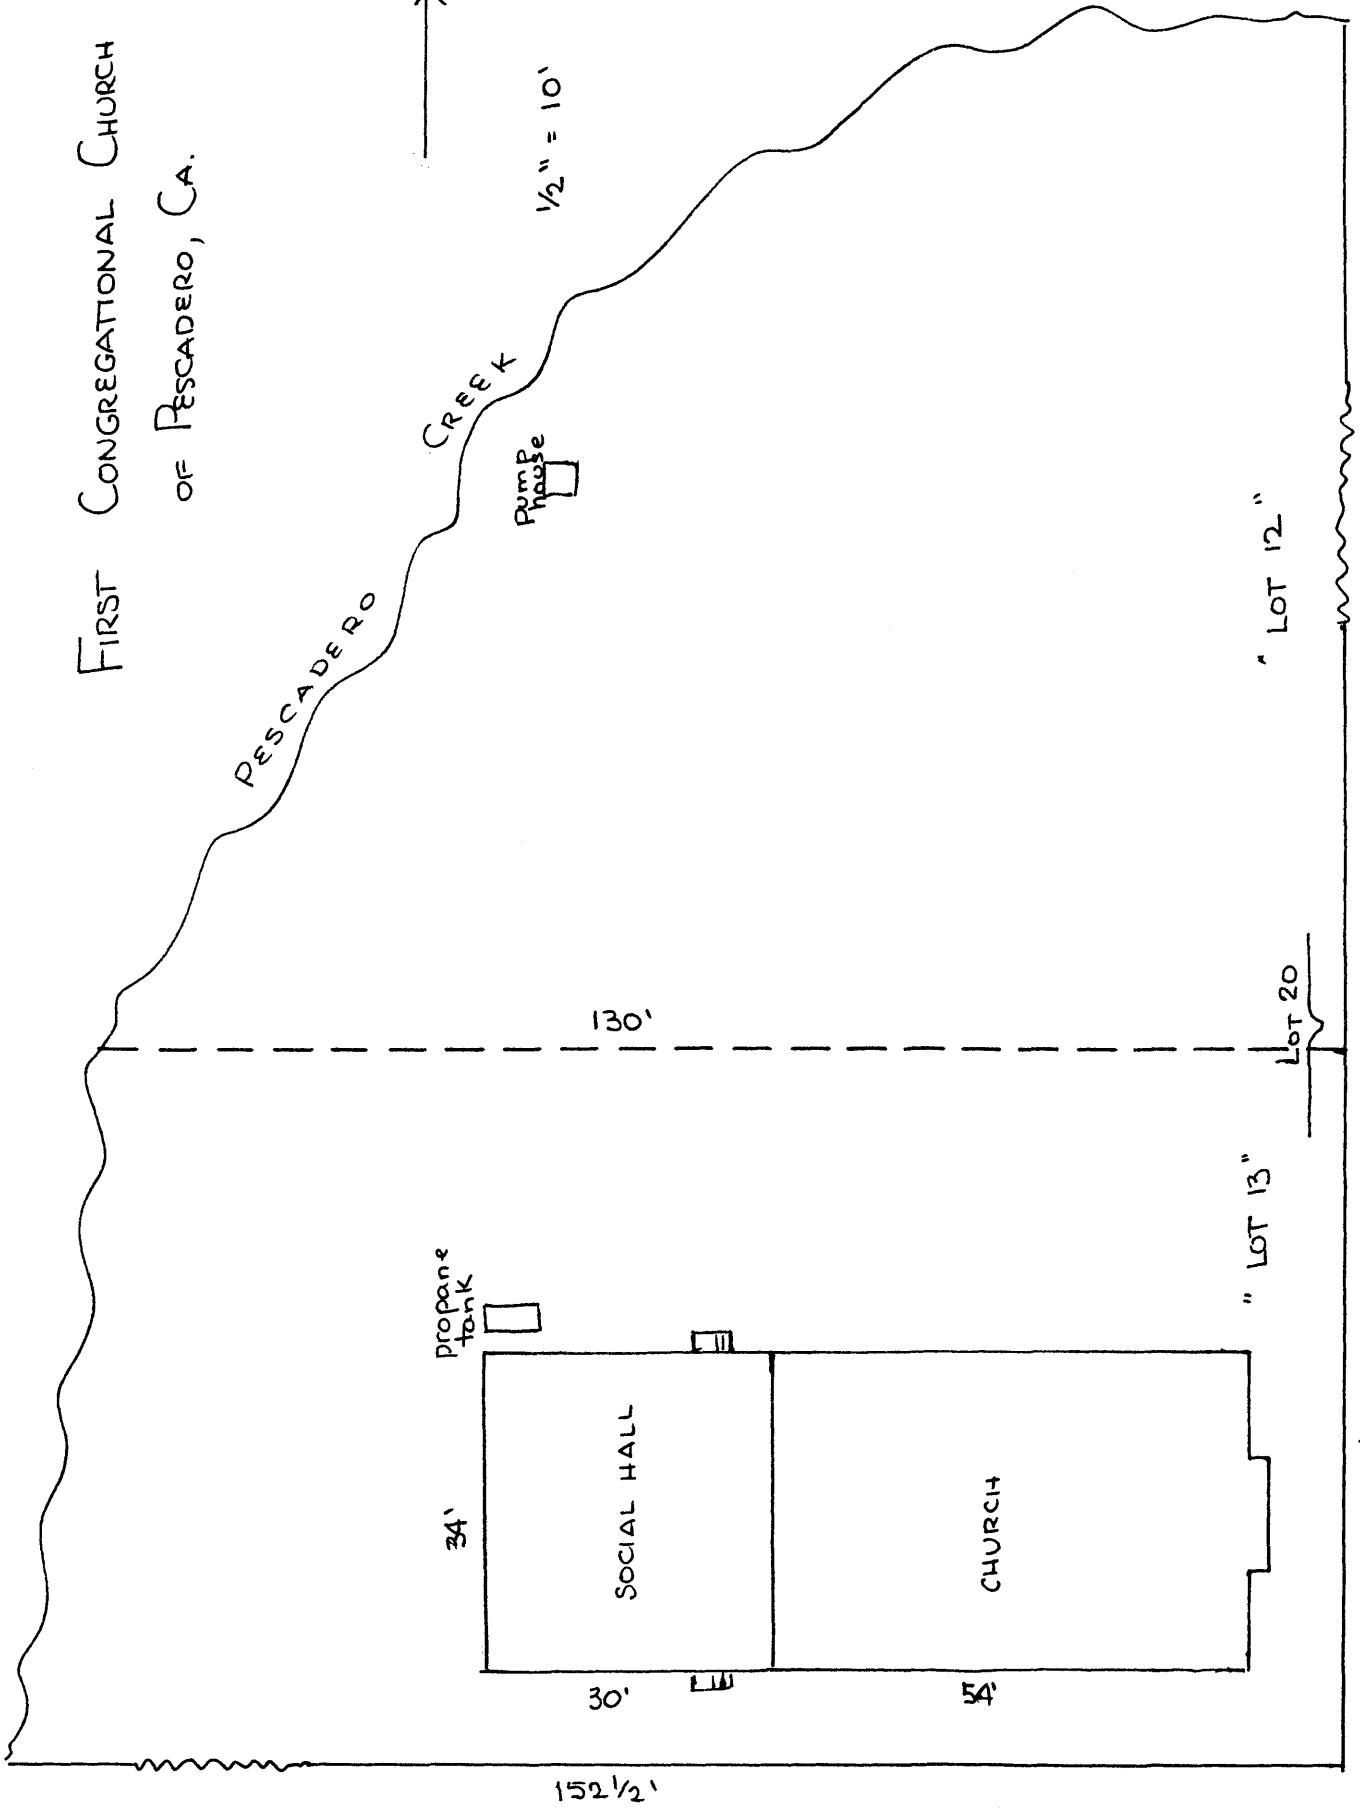 FIRST CONGREGATIONAL CHURCH
OF PESCADERO, CA.
1/2" = 10'
PESCADERO CREEK
Pump
house
130'
" LOT 12 "
LOT 20
" LOT 13 "
propane
tank
34'
SOCIAL HALL
CHURCH
30'
54'
152 1/2'